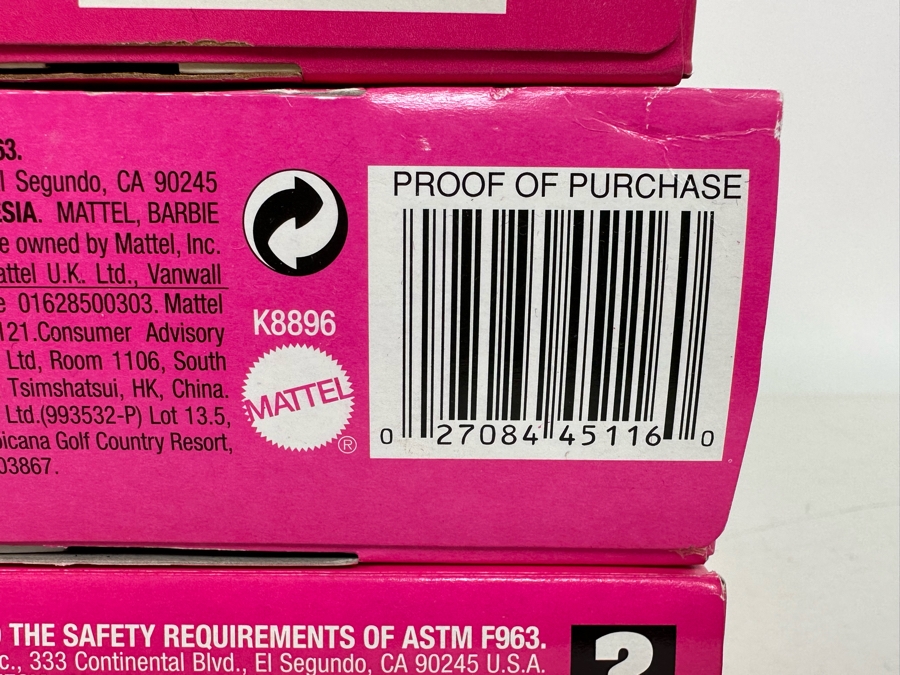 63.
l Segundo, CA 90245
ESIA. MATTEL, BARBIE
e owned by Mattel, Inc.
attel U.K. Ltd., Vanwall
e 01628500303. Mattel
121.Consumer Advisory
Ltd, Room 1106, South
Tsimshatsui, HK, China.
Ltd.(993532-P) Lot 13.5,
picana Golf Country Resort,
03867.
K8896
MATTEL
®
PROOF OF PURCHASE
0 27084 45116 0
O THE SAFETY REQUIREMENTS OF ASTM F963.
c., 333 Continental Blvd., El Segundo, CA 90245 U.S.A.
?